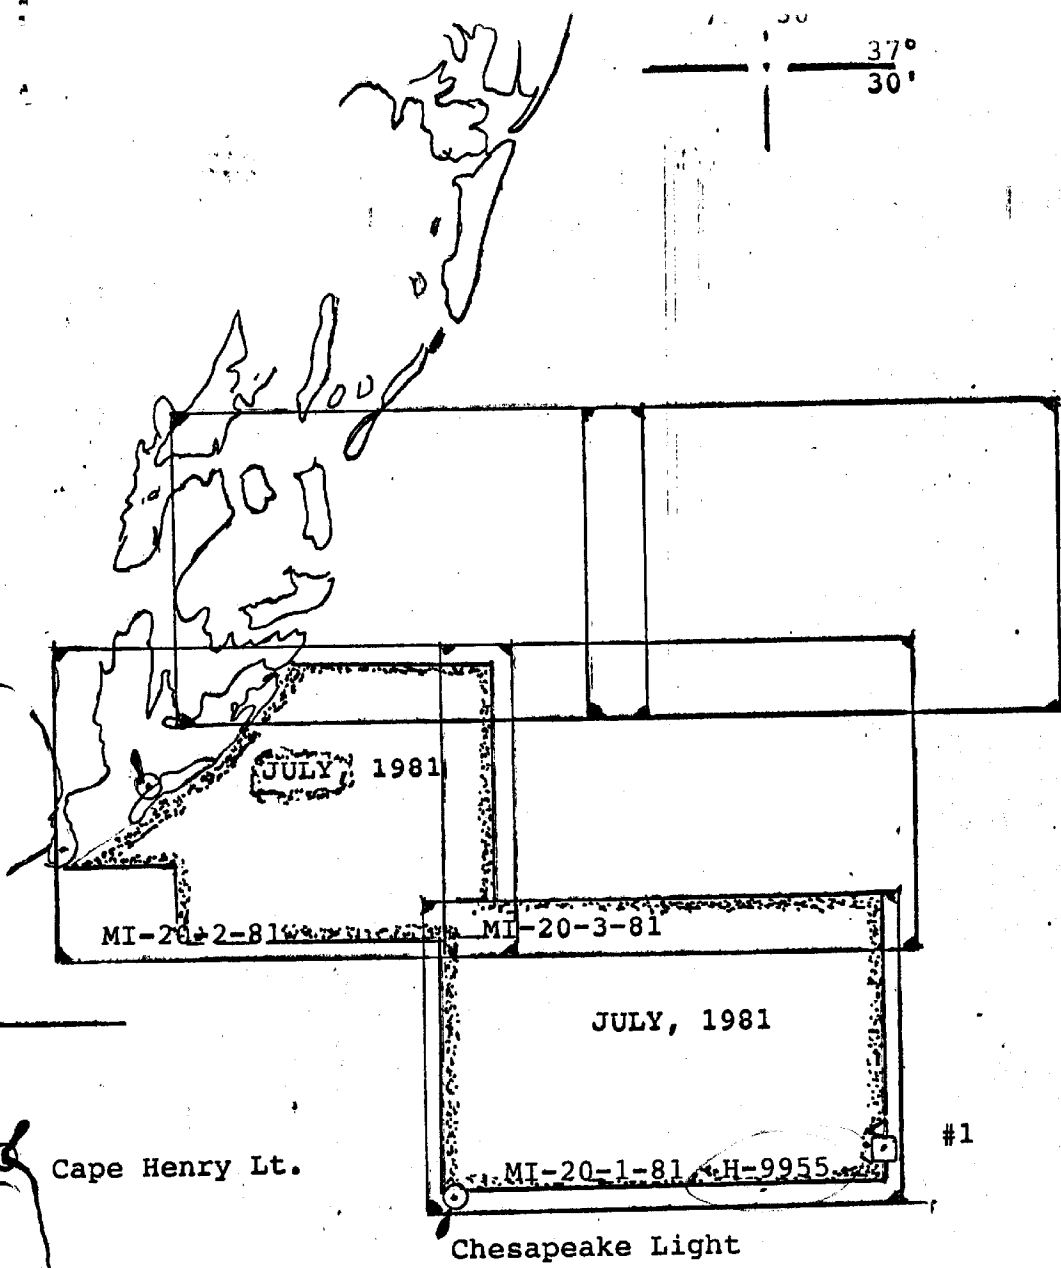 37°
30'
JULY, 1981
MI-20-2-81
MI-20-3-81
JULY, 1981
#1
Cape Henry Lt.
MI-20-1-81 H-9955
Chesapeake Light